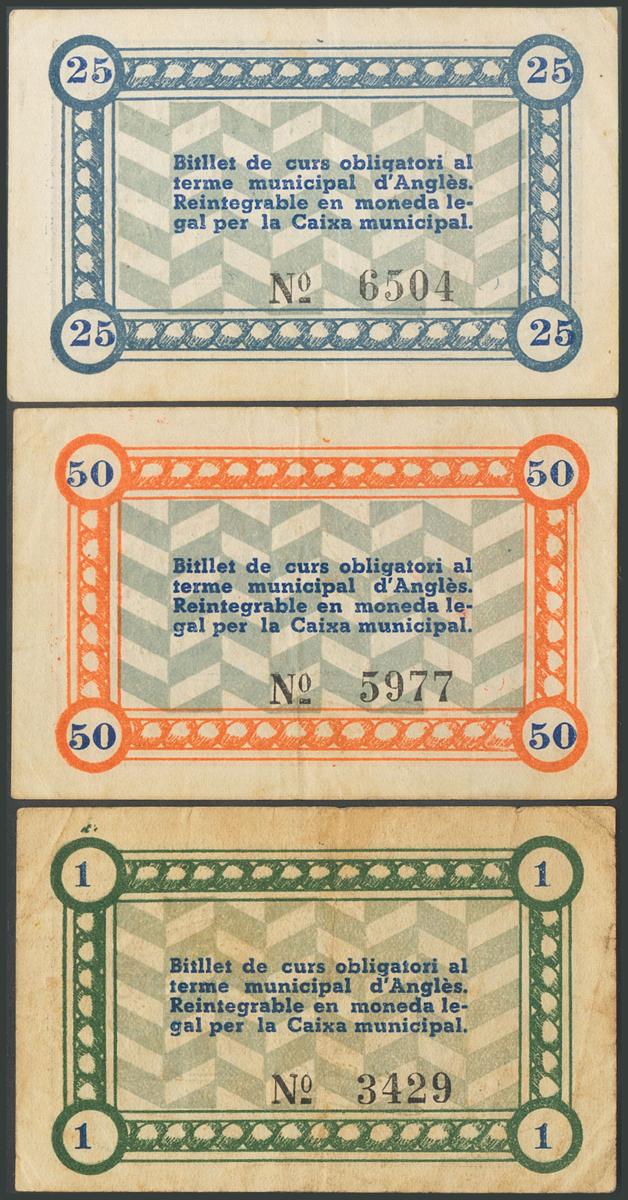 25 25
Bitllet de curs obligatori al
terme municipal d'Anglès.
Reintegrable en moneda le-
gal per la Caixa municipal.
Nº 6504
25 25
50 50
Bitllet de curs obligatori al
terme municipal d'Anglès.
Reintegrable en moneda le-
gal per la Caixa municipal.
Nº 5977
50 50
1 1
Bitllet de curs obligatori al
terme municipal d'Anglès.
Reintegrable en moneda le-
gal per la Caixa municipal.
Nº 3429
1 1